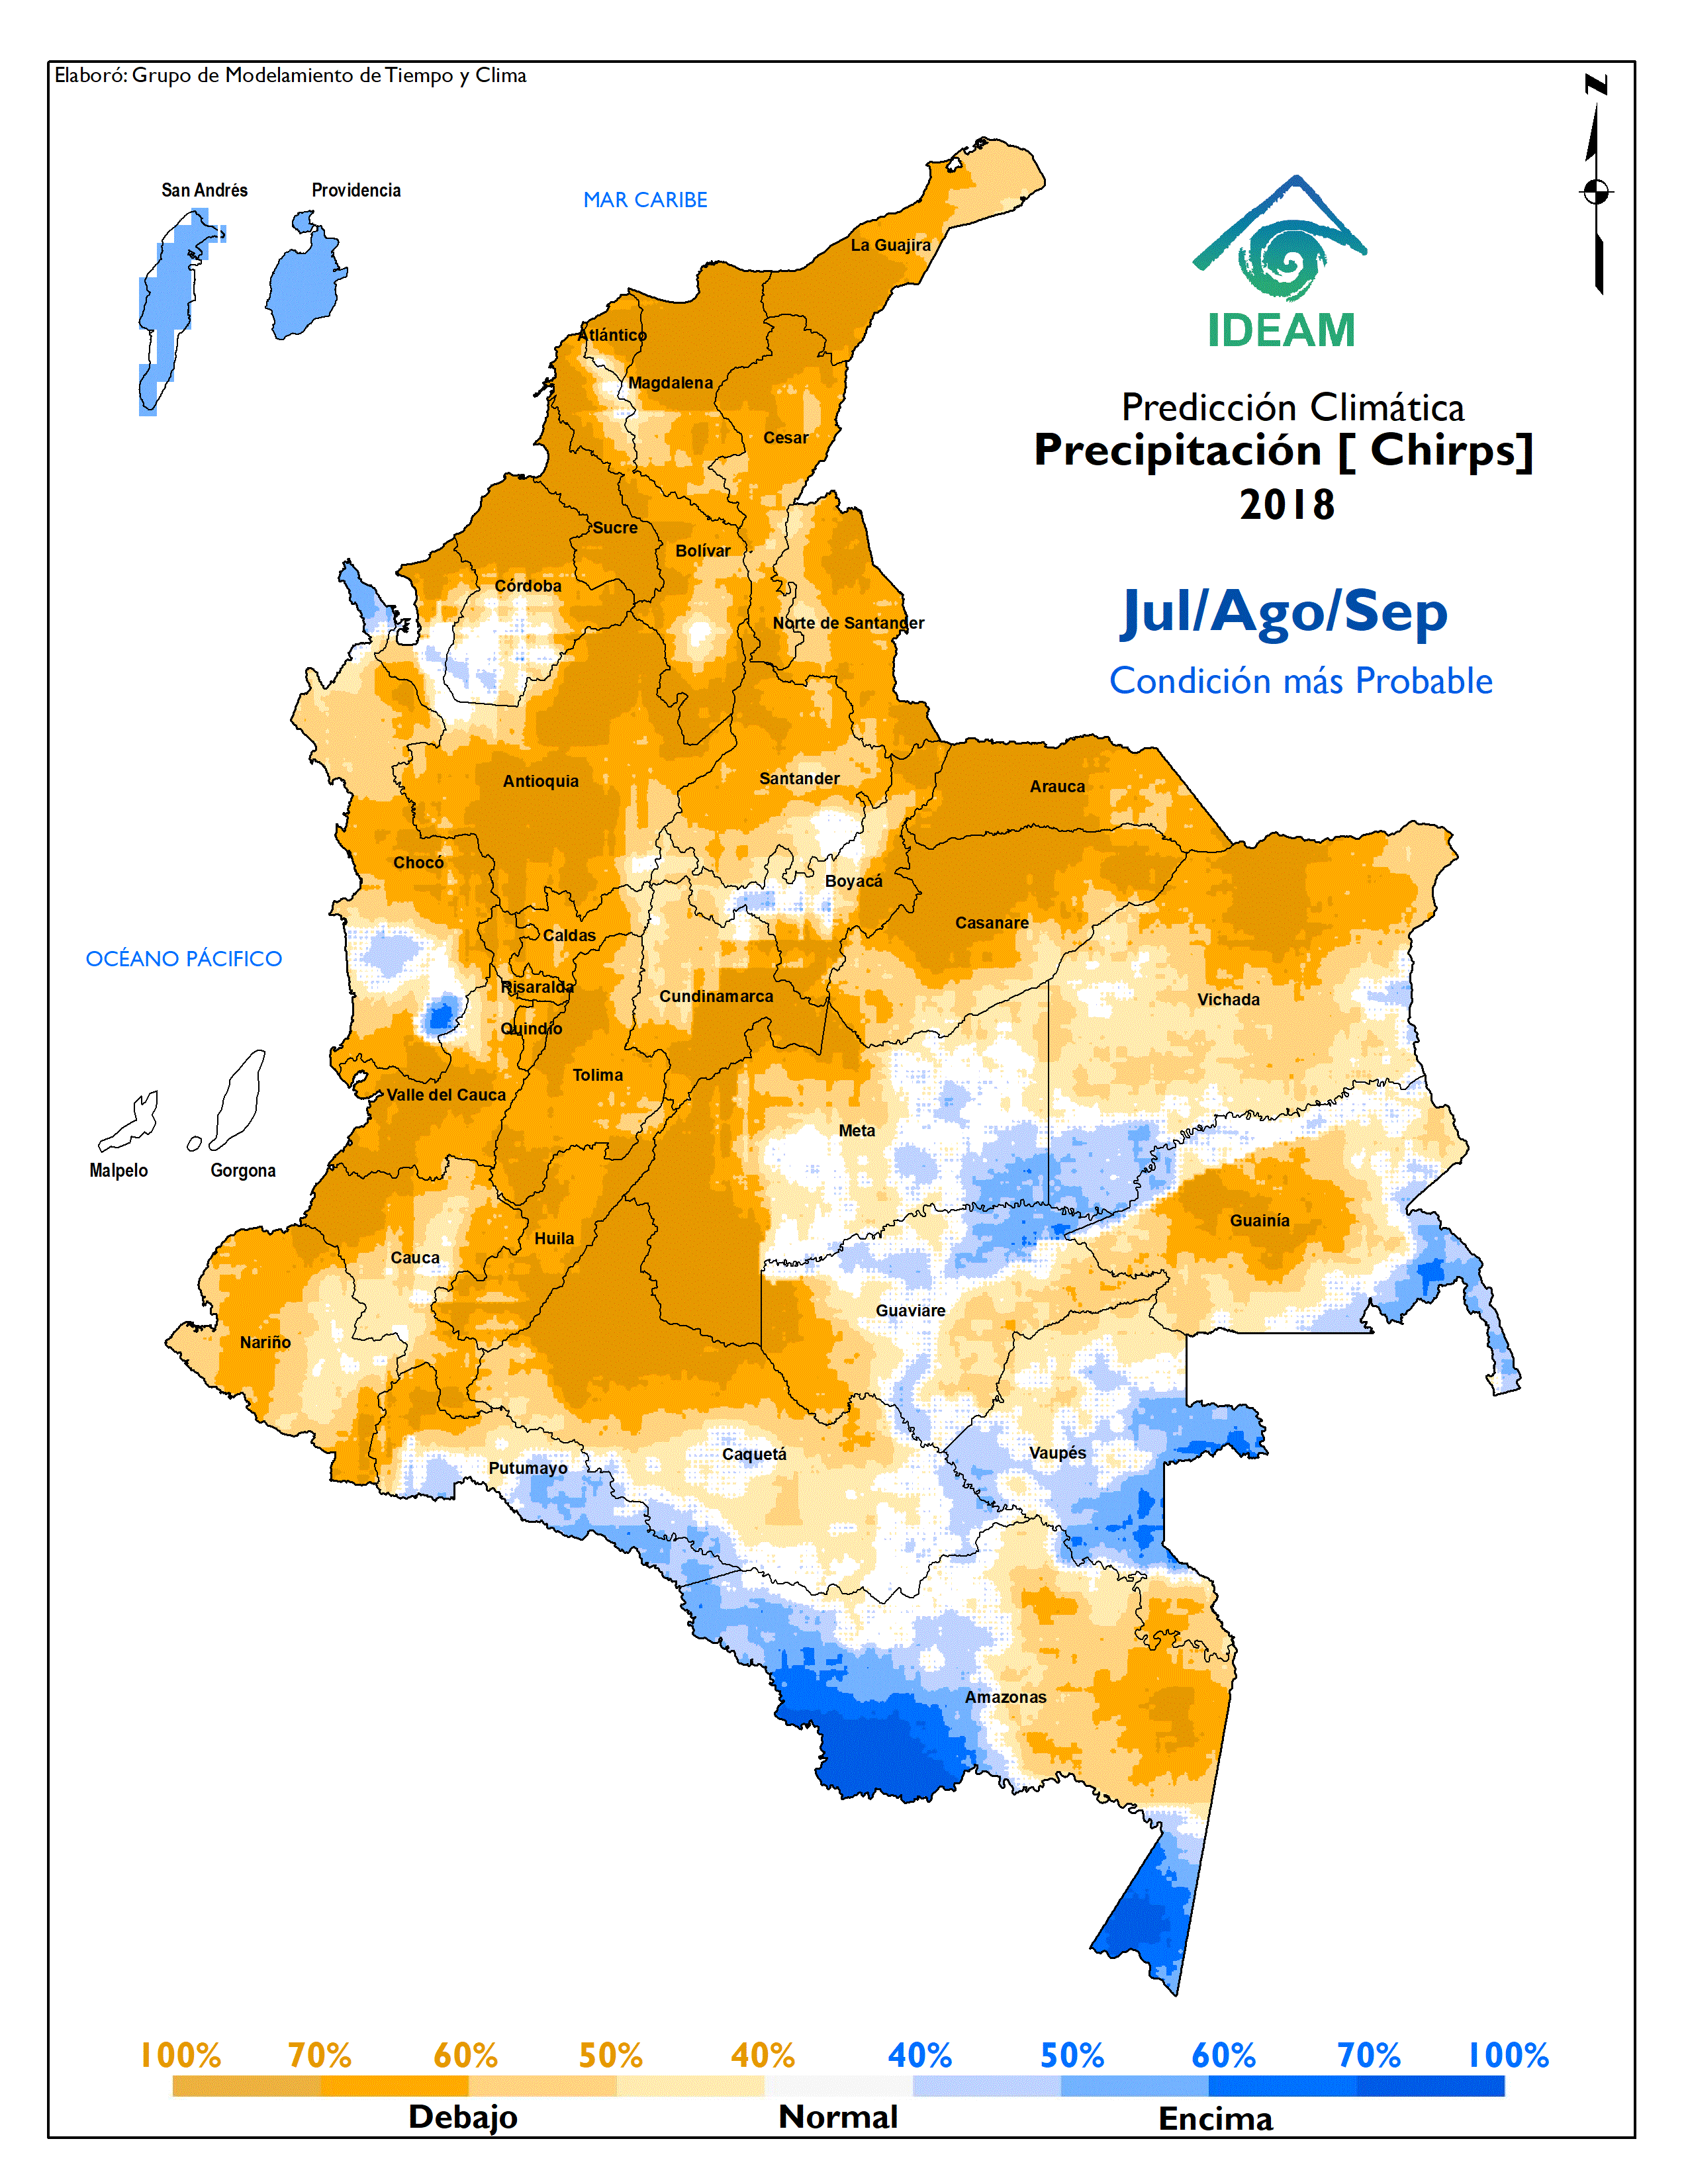 Elaboró: Grupo de Modelamiento de Tiempo y Clima
N
San Andrés
Providencia
MAR CARIBE
La Guajira
IDEAM
Atlántico
Magdalena
Predicción Climática
Cesar
Precipitación [ Chirps]
2018
Sucre
Bolívar
Córdoba
Norte de Santander
Jul/Ago/Sep
Condición más Probable
Antioquia
Santander
Arauca
Chocó
Boyacá
Caldas
Casanare
OCÉANO PÁCIFICO
Risaralda
Cundinamarca
Vichada
Quindío
Tolima
Valle del Cauca
Meta
Malpelo
Gorgona
Guainía
Huila
Cauca
Guaviare
Nariño
Caquetá
Vaupés
Putumayo
Amazonas
100% 70% 60% 50% 40% 40% 50% 60% 70% 100%
Debajo Normal Encima